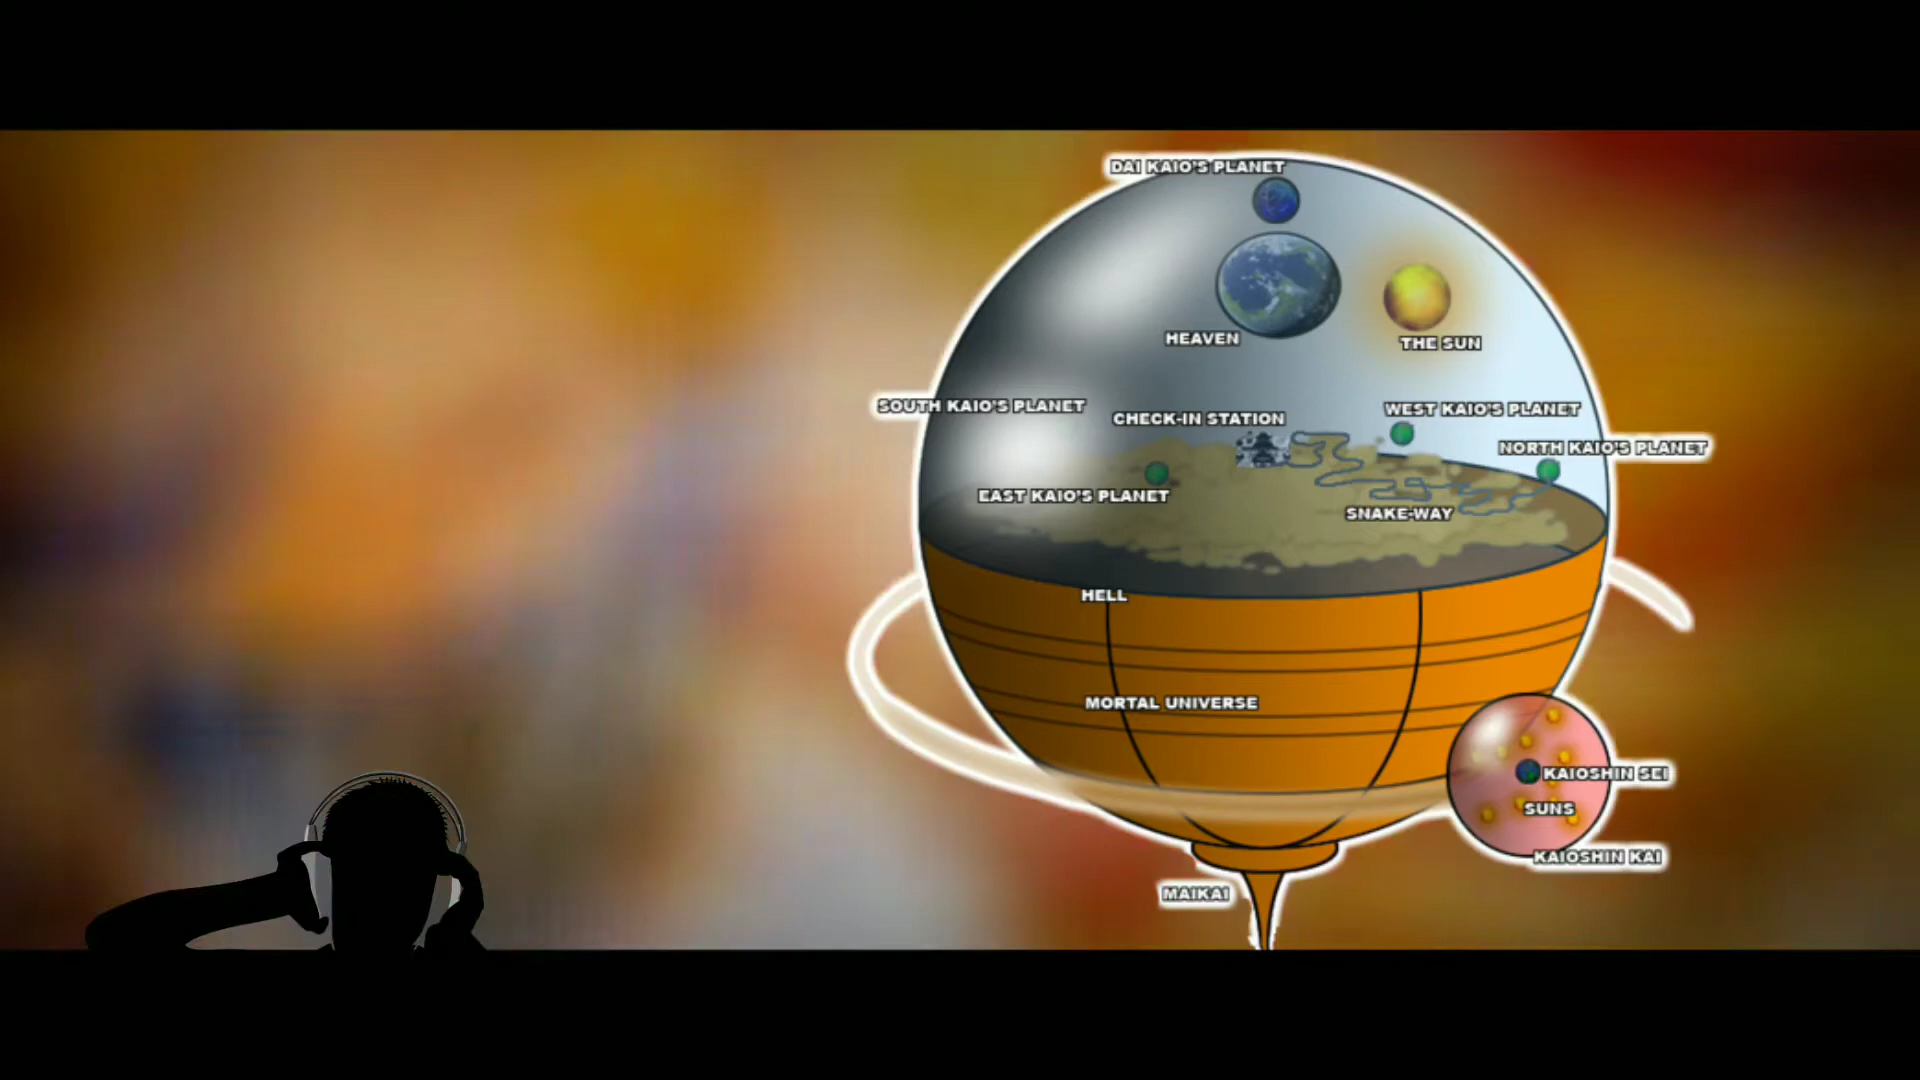 DAI KAIO'S PLANET
HEAVEN
THE SUN
SOUTH KAIO'S PLANET
CHECK-IN STATION
WEST KAIO'S PLANET
NORTH KAIO'S PLANET
EAST KAIO'S PLANET
SNAKE-WAY
HELL
MORTAL UNIVERSE
KAIOSHIN SEI
SUNS
KAIOSHIN KAI
MAIKAI